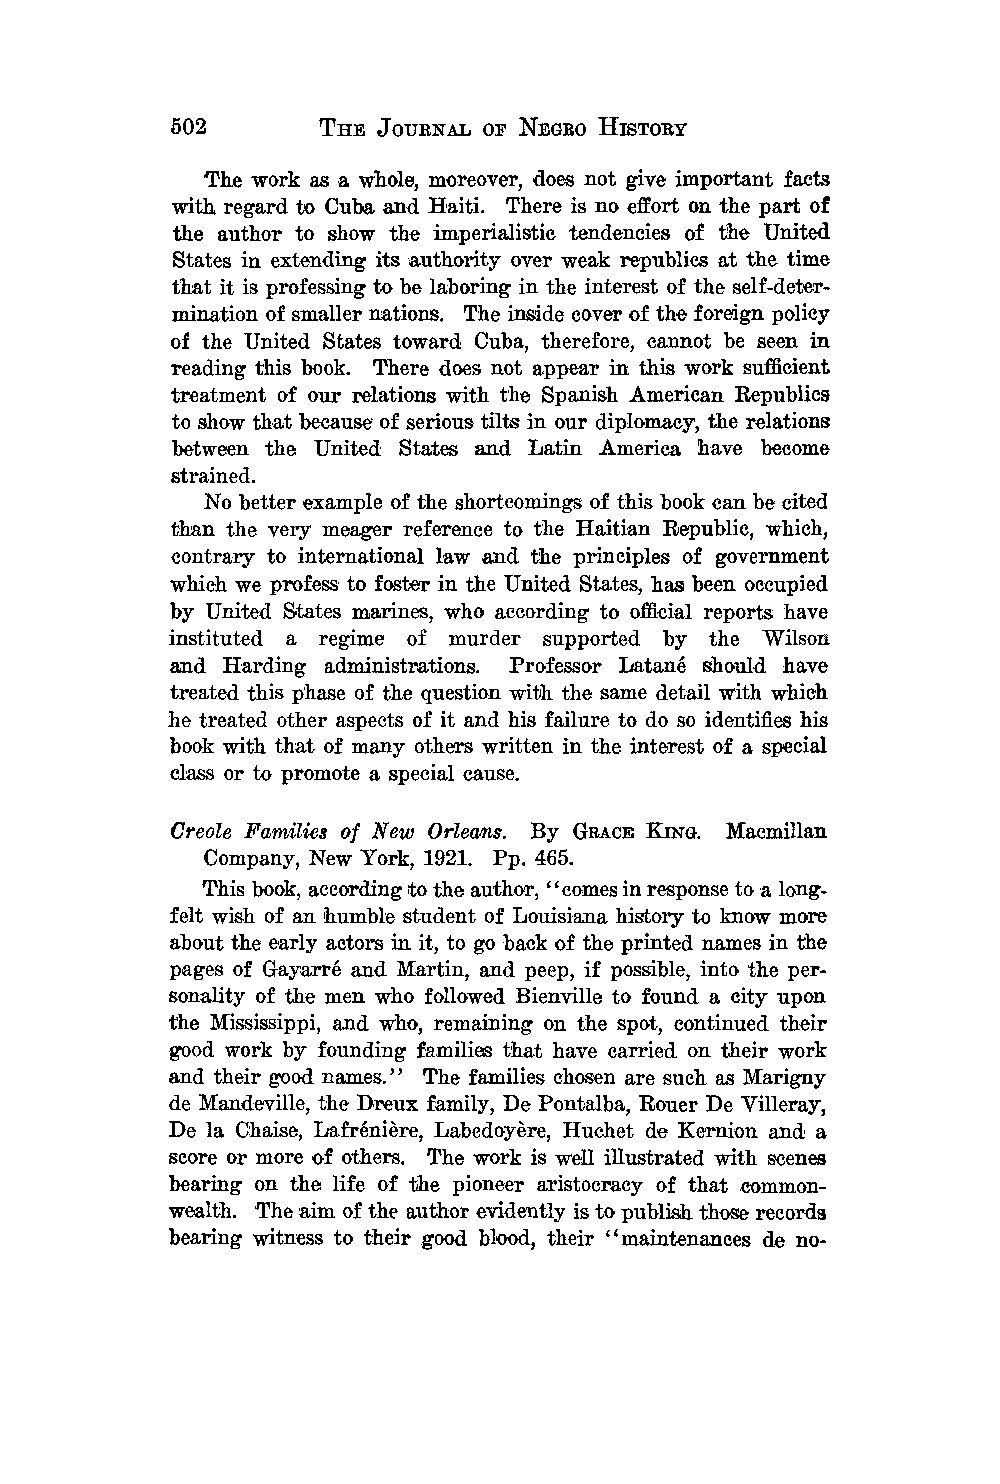 502 THE JOURNAL OF NEGRO HISTORY
The work as a whole, moreover, does not give important facts
with regard to Cuba and Haiti. There is no effort on the part of
the author to show the imperialistic tendencies of the United
States in extending its authority over weak republics at the time
that it is professing to be laboring in the interest of the self-deter-
mination of smaller nations. The inside cover of the foreign policy
of the United States toward Cuba, therefore, cannot be seen in
reading this book. There does not appear in this work sufficient
treatment of our relations with the Spanish American Republics
to show that because of serious tilts in our diplomacy, the relations
between the United States and Latin America have become
strained.
No better example of the shortcomings of this book can be cited
than the very meager reference to the Haitian Republic, which,
contrary to international law and the principles of government
which we profess to foster in the United States, has been occupied
by United States marines, who according to official reports have
instituted a regime of murder supported by the Wilson
and Harding administrations. Professor Latané should have
treated this phase of the question with the same detail with which
he treated other aspects of it and his failure to do so identifies his
book with that of many others written in the interest of a special
class or to promote a special cause.
Creole Families of New Orleans. By GRACE KING. Macmillan
Company, New York, 1921. Pp. 465.
This book, according to the author, "comes in response to a long-
felt wish of an humble student of Louisiana history to know more
about the early actors in it, to go back of the printed names in the
pages of Gayarré and Martin, and peep, if possible, into the per-
sonality of the men who followed Bienville to found a city upon
the Mississippi, and who, remaining on the spot, continued their
good work by founding families that have carried on their work
and their good names." The families chosen are such as Marigny
de Mandeville, the Dreux family, De Pontalba, Rouer De Villeray,
De la Chaise, Lafrénière, Labedoyère, Huchet de Kernion and a
score or more of others. The work is well illustrated with scenes
bearing on the life of the pioneer aristocracy of that common-
wealth. The aim of the author evidently is to publish those records
bearing witness to their good blood, their "maintenances de no-